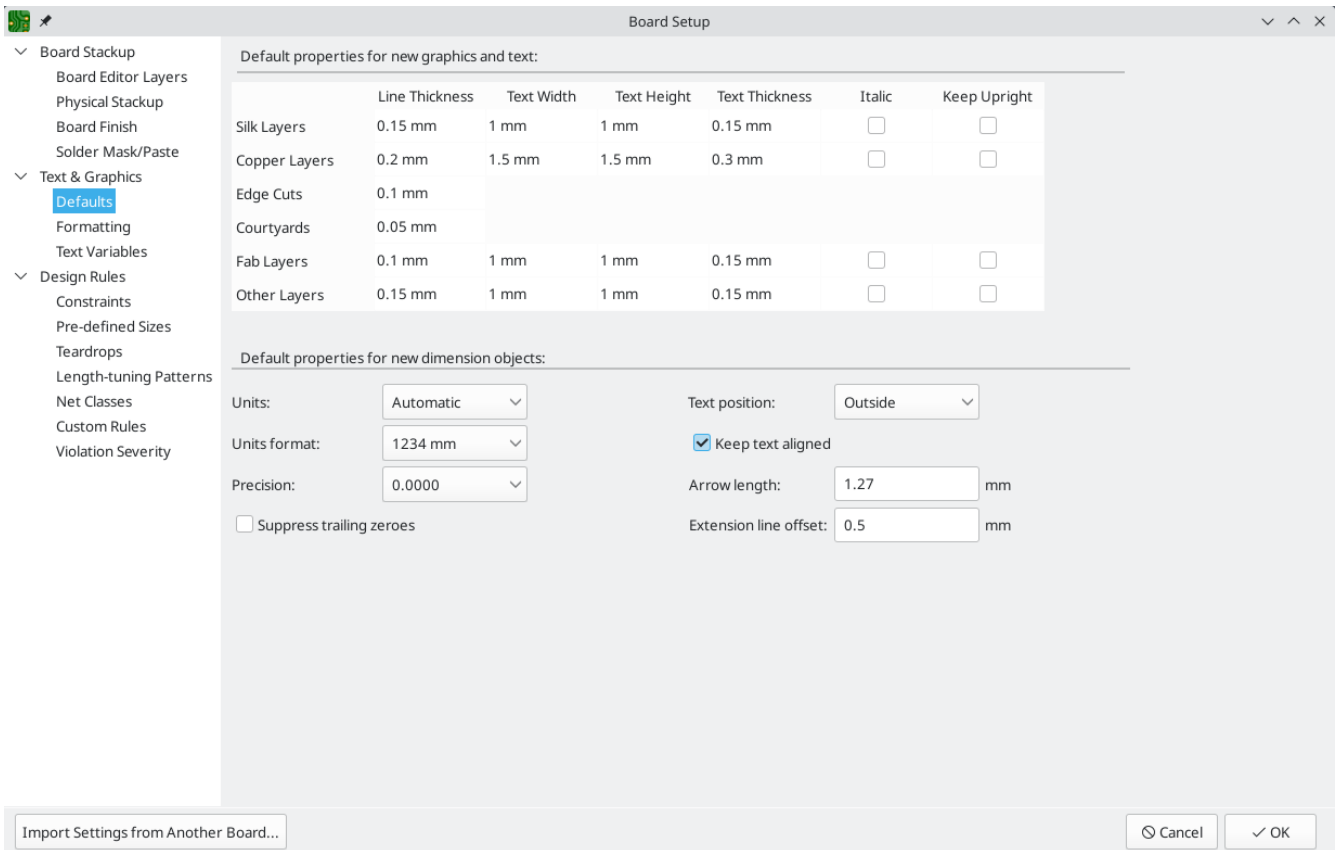 Board Setup
Board Stackup
Board Editor Layers
Physical Stackup
Board Finish
Solder Mask/Paste
Text & Graphics
Defaults
Formatting
Text Variables
Design Rules
Constraints
Pre-defined Sizes
Teardrops
Length-tuning Patterns
Net Classes
Custom Rules
Violation Severity
Default properties for new graphics and text:
Line Thickness Text Width Text Height Text Thickness Italic Keep Upright
Silk Layers 0.15 mm 1 mm 1 mm 0.15 mm
Copper Layers 0.2 mm 1.5 mm 1.5 mm 0.3 mm
Edge Cuts 0.1 mm
Courtyards 0.05 mm
Fab Layers 0.1 mm 1 mm 1 mm 0.15 mm
Other Layers 0.15 mm 1 mm 1 mm 0.15 mm
Default properties for new dimension objects:
Units: Automatic Text position: Outside
Units format: 1234 mm Keep text aligned
Precision: 0.0000 Arrow length: 1.27 mm
Suppress trailing zeroes Extension line offset: 0.5 mm
Import Settings from Another Board... Cancel OK